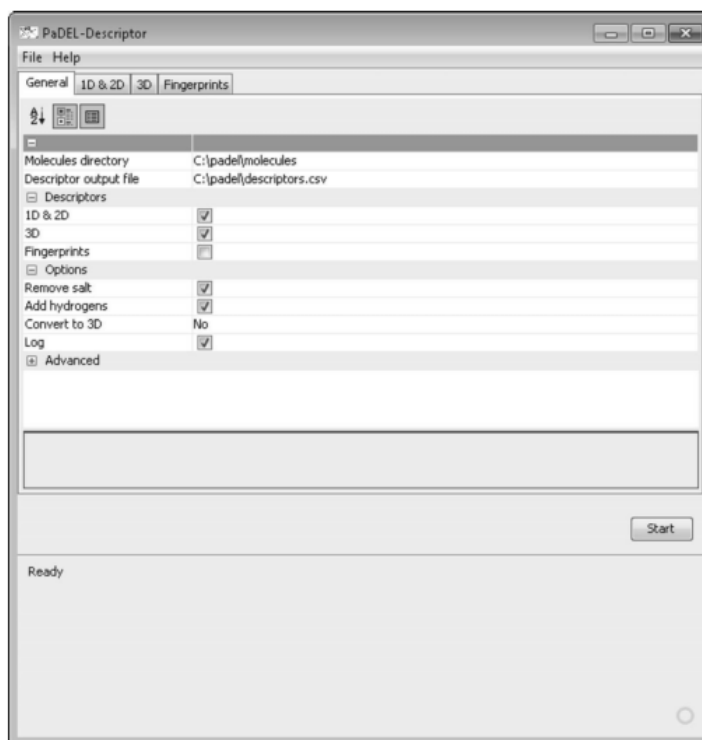 PaDEL-Descriptor
File Help
General 1D & 2D 3D Fingerprints
Molecules directory C:\padel\molecules
Descriptor output file C:\padel\descriptors.csv
Descriptors
1D & 2D
3D
Fingerprints
Options
Remove salt
Add hydrogens
Convert to 3D No
Log
Advanced
Start
Ready